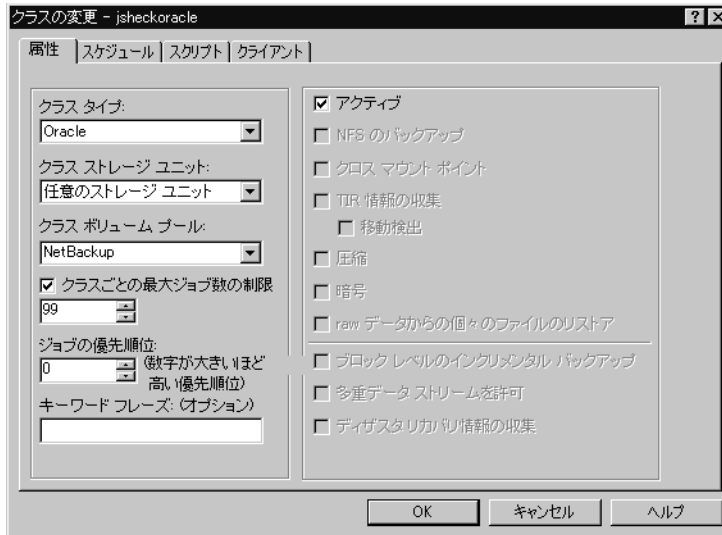 クラスの変更 - jsheckoracle
属性 スケジュール スクリプト クライアント
クラス タイプ:
Oracle
クラス ストレージ ユニット:
任意のストレージ ユニット
クラス ボリューム プール:
NetBackup
クラスごとの最大ジョブ数の制限
99
ジョブの優先順位:
0
(数字が大きいほど
高い優先順位)
キーワード フレーズ: (オプション)
アクティブ
NFS のバックアップ
クロス マウント ポイント
TIR 情報の収集
移動検出
圧縮
暗号
raw データからの個々のファイルのリストア
ブロック レベルのインクリメンタル バックアップ
多重データ ストリームを許可
ディザスタ リカバリ情報の収集
OK キャンセル ヘルプ